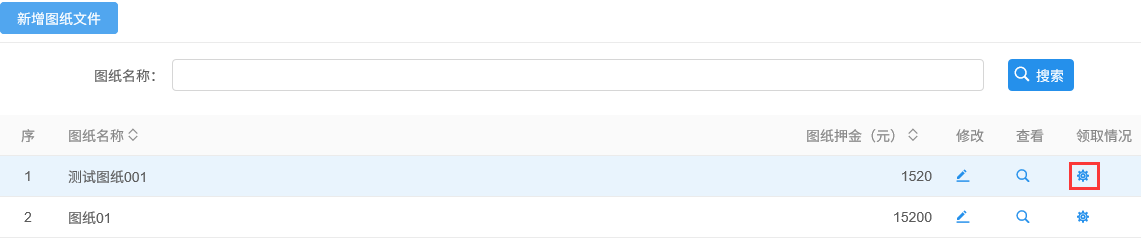 新增图纸文件
图纸名称：
搜索
序 图纸名称 图纸押金（元） 修改 查看 领取情况
1 测试图纸001 1520
2 图纸01 15200